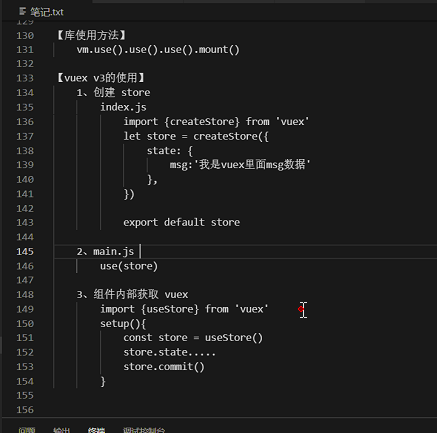 笔记.txt
129
130 【库使用方法】
131 vm.use().use().use().mount()
132
133 【vuex v3的使用】
134 1、创建 store
135 index.js
136 import {createStore} from 'vuex'
137 let store = createStore({
138 state: {
139 msg:'我是vuex里面msg数据'
140 },
141 })
142
143 export default store
144
145 2、main.js
146 use(store)
147
148 3、组件内部获取 vuex
149 import {useStore} from 'vuex'
150 setup(){
151 const store = useStore()
152 store.state.....
153 store.commit()
154 }
155
156
问题 输出 终端 调试控制台